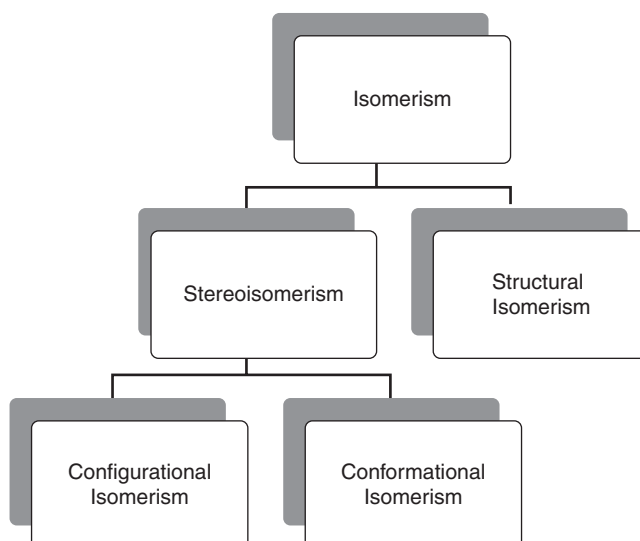 Isomerism
Stereoisomerism
Structural
Isomerism
Configurational
Isomerism
Conformational
Isomerism